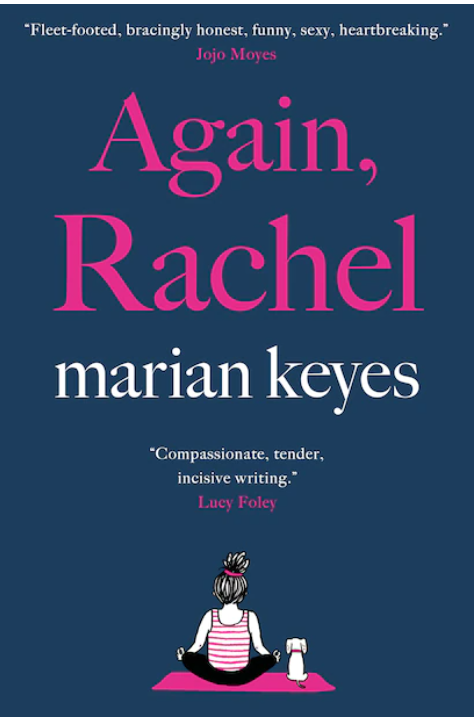 “Fleet-footed, bracingly honest, funny, sexy, heartbreaking.”
Jojo Moyes
Again,
Rachel
marian keyes
“Compassionate, tender,
incisive writing.”
Lucy Foley